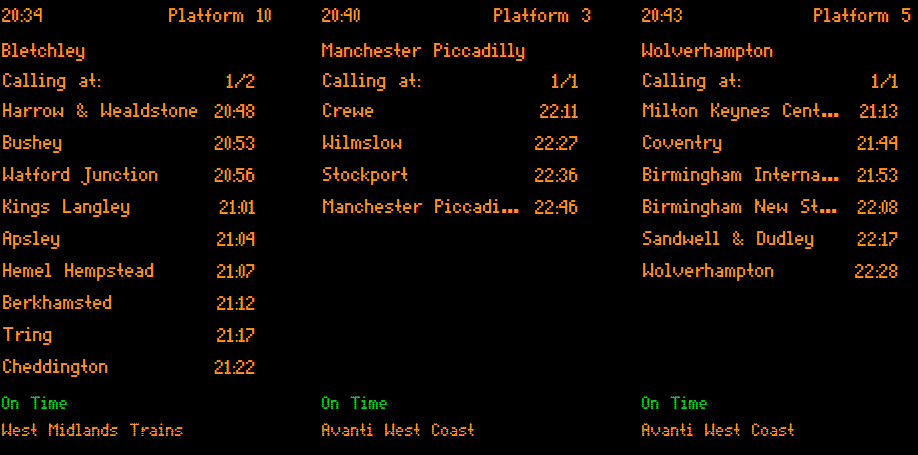 20:34 Platform 10
Bletchley
Calling at: 1/2
Harrow & Wealdstone 20:48
Bushey 20:53
Watford Junction 20:56
Kings Langley 21:01
Apsley 21:04
Hemel Hempstead 21:07
Berkhamsted 21:12
Tring 21:17
Cheddington 21:22
On Time
West Midlands Trains
20:40 Platform 3
Manchester Piccadilly
Calling at: 1/1
Crewe 22:11
Wilmslow 22:27
Stockport 22:36
Manchester Piccadi... 22:46
On Time
Avanti West Coast
20:43 Platform 5
Wolverhampton
Calling at: 1/1
Milton Keynes Cent... 21:13
Coventry 21:44
Birmingham Interna... 21:53
Birmingham New St... 22:08
Sandwell & Dudley 22:17
Wolverhampton 22:28
On Time
Avanti West Coast